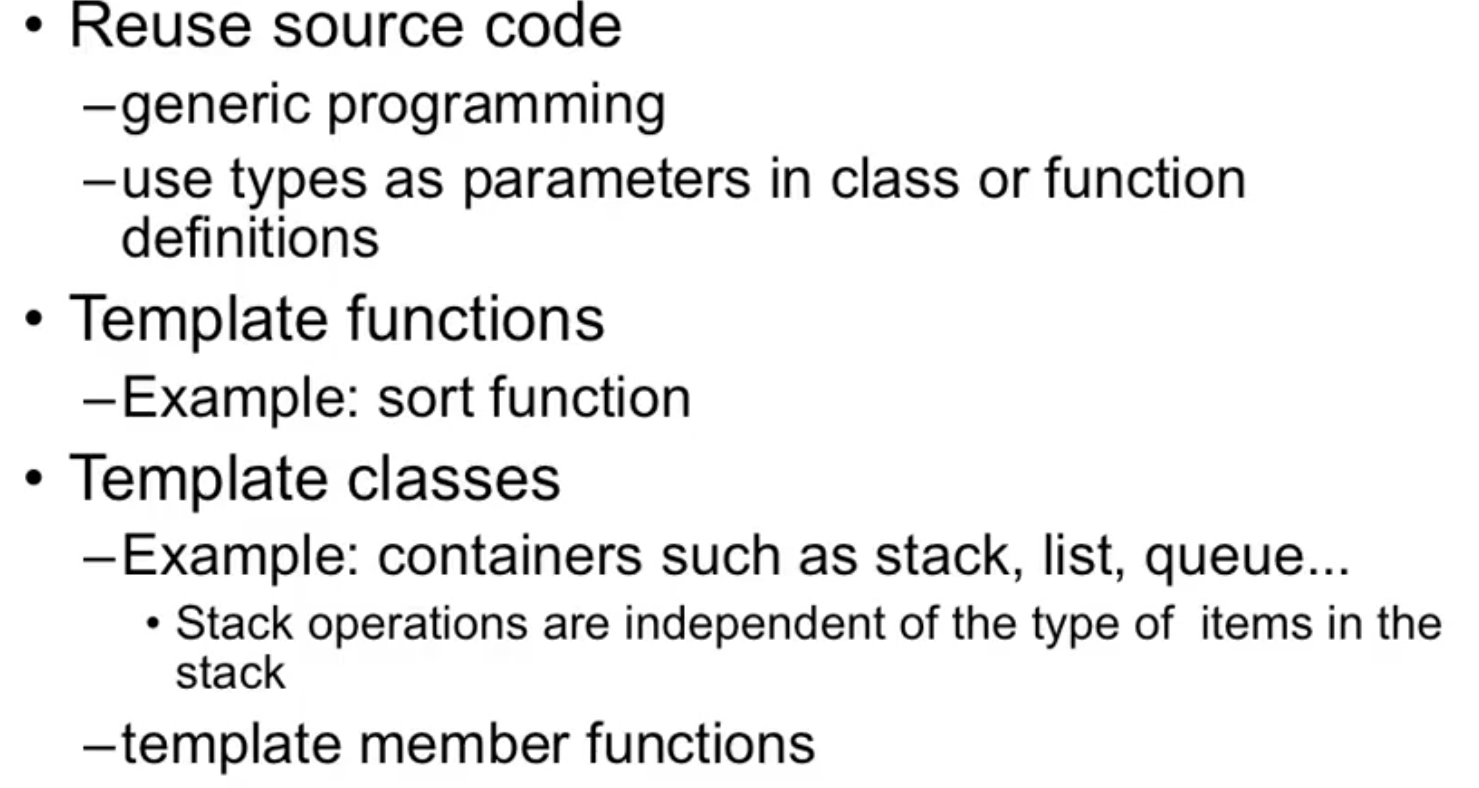 • Reuse source code
–generic programming
–use types as parameters in class or function
definitions
• Template functions
–Example: sort function
• Template classes
–Example: containers such as stack, list, queue...
• Stack operations are independent of the type of  items in the
stack
–template member functions